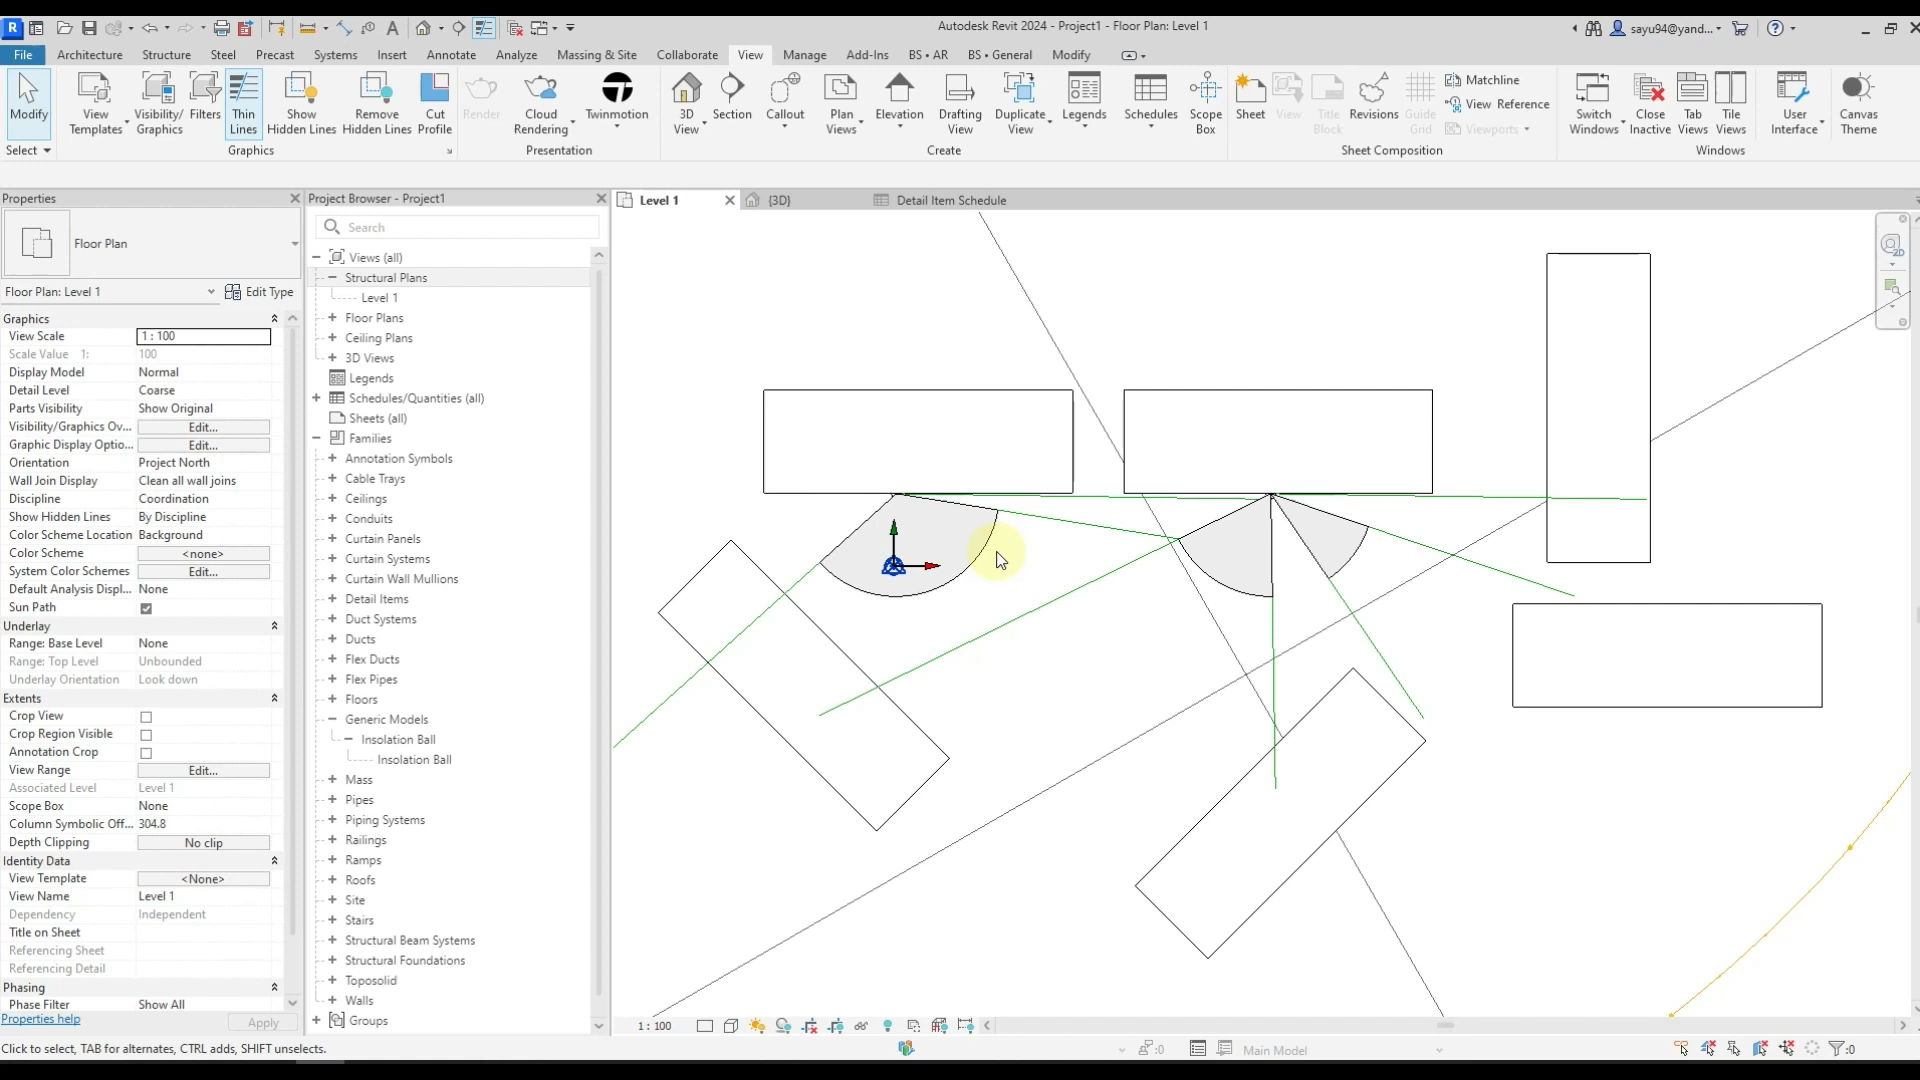 Autodesk Revit 2024 - Project1 - Floor Plan: Level 1
sayu94@yand...
File Architecture Structure Steel Precast Systems Insert Annotate Analyze Massing & Site Collaborate View Manage Add-Ins BS • AR BS • General Modify
Modify
View Templates
Visibility/ Graphics
Filters
Thin Lines
Show Hidden Lines
Remove Hidden Lines
Cut Profile
Render
Cloud Rendering
Twinmotion
3D View
Section
Callout
Plan Views
Elevation
Drafting View
Duplicate View
Legends
Schedules
Scope Box
Sheet
View
Title Block
Revisions
Guide Grid
Matchline
View Reference
Viewports
Switch Windows
Close Inactive
Tab Views
Tile Views
User Interface
Canvas Theme
Select
Graphics
Presentation
Create
Sheet Composition
Windows
Properties
Floor Plan
Floor Plan: Level 1
Edit Type
Graphics
View Scale 1 : 100
Scale Value 1: 100
Display Model Normal
Detail Level Coarse
Parts Visibility Show Original
Visibility/Graphics Ov... Edit...
Graphic Display Optio... Edit...
Orientation Project North
Wall Join Display Clean all wall joins
Discipline Coordination
Show Hidden Lines By Discipline
Color Scheme Location Background
Color Scheme <none>
System Color Schemes Edit...
Default Analysis Displ... None
Sun Path
Underlay
Range: Base Level None
Range: Top Level Unbounded
Underlay Orientation Look down
Extents
Crop View
Crop Region Visible
Annotation Crop
View Range Edit...
Associated Level Level 1
Scope Box None
Column Symbolic Off... 304.8
Depth Clipping No clip
Identity Data
View Template <None>
View Name Level 1
Dependency Independent
Title on Sheet
Referencing Sheet
Referencing Detail
Phasing
Phase Filter Show All
Properties help
Apply
Project Browser - Project1
Search
Views (all)
Structural Plans
Level 1
Floor Plans
Ceiling Plans
3D Views
Legends
Schedules/Quantities (all)
Sheets (all)
Families
Annotation Symbols
Cable Trays
Ceilings
Conduits
Curtain Panels
Curtain Systems
Curtain Wall Mullions
Detail Items
Duct Systems
Ducts
Flex Ducts
Flex Pipes
Floors
Generic Models
Insolation Ball
Insolation Ball
Mass
Pipes
Piping Systems
Railings
Ramps
Roofs
Site
Stairs
Structural Beam Systems
Structural Foundations
Toposolid
Walls
Groups
Level 1
{3D}
Detail Item Schedule
2D
1 : 100
Click to select, TAB for alternates, CTRL adds, SHIFT unselects.
:0
Main Model
:0